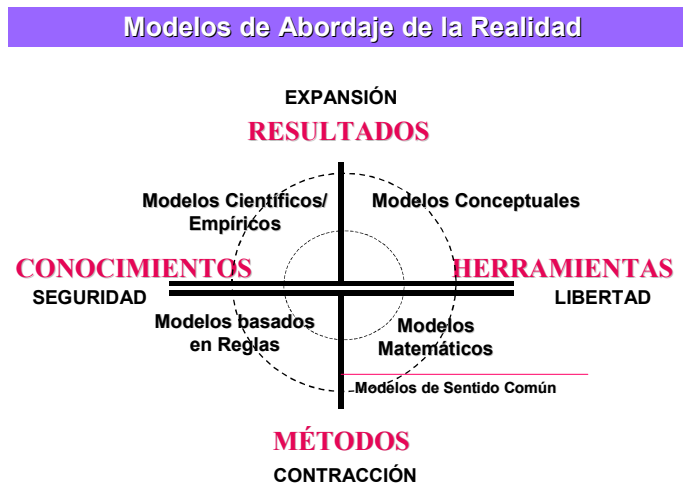 Modelos de Abordaje de la Realidad
EXPANSIÓN
RESULTADOS
Modelos Científicos/
Empíricos
Modelos Conceptuales
CONOCIMIENTOS
HERRAMIENTAS
SEGURIDAD
LIBERTAD
Modelos basados
en Reglas
Modelos
Matemáticos
Modelos de Sentido Común
MÉTODOS
CONTRACCIÓN